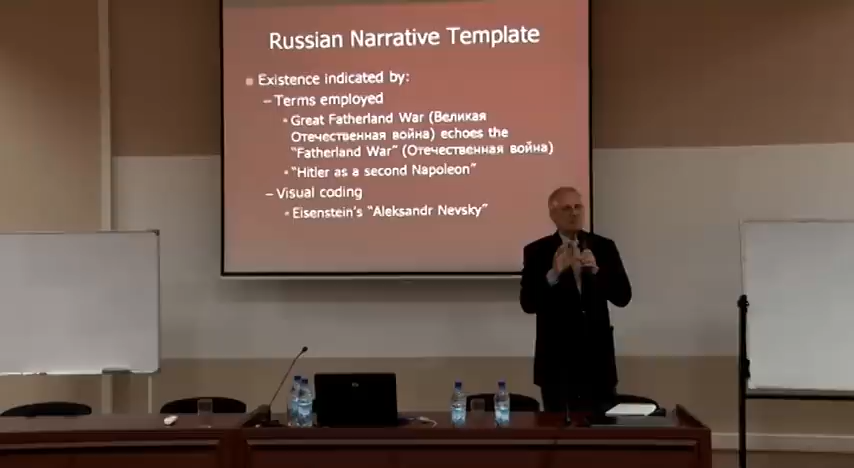 Russian Narrative Template
Existence indicated by:
– Terms employed
• Great Fatherland War (Великая
Отечественная война) echoes the
"Fatherland War" (Отечественная война)
• "Hitler as a second Napoleon"
– Visual coding
• Eisenstein's "Aleksandr Nevsky"